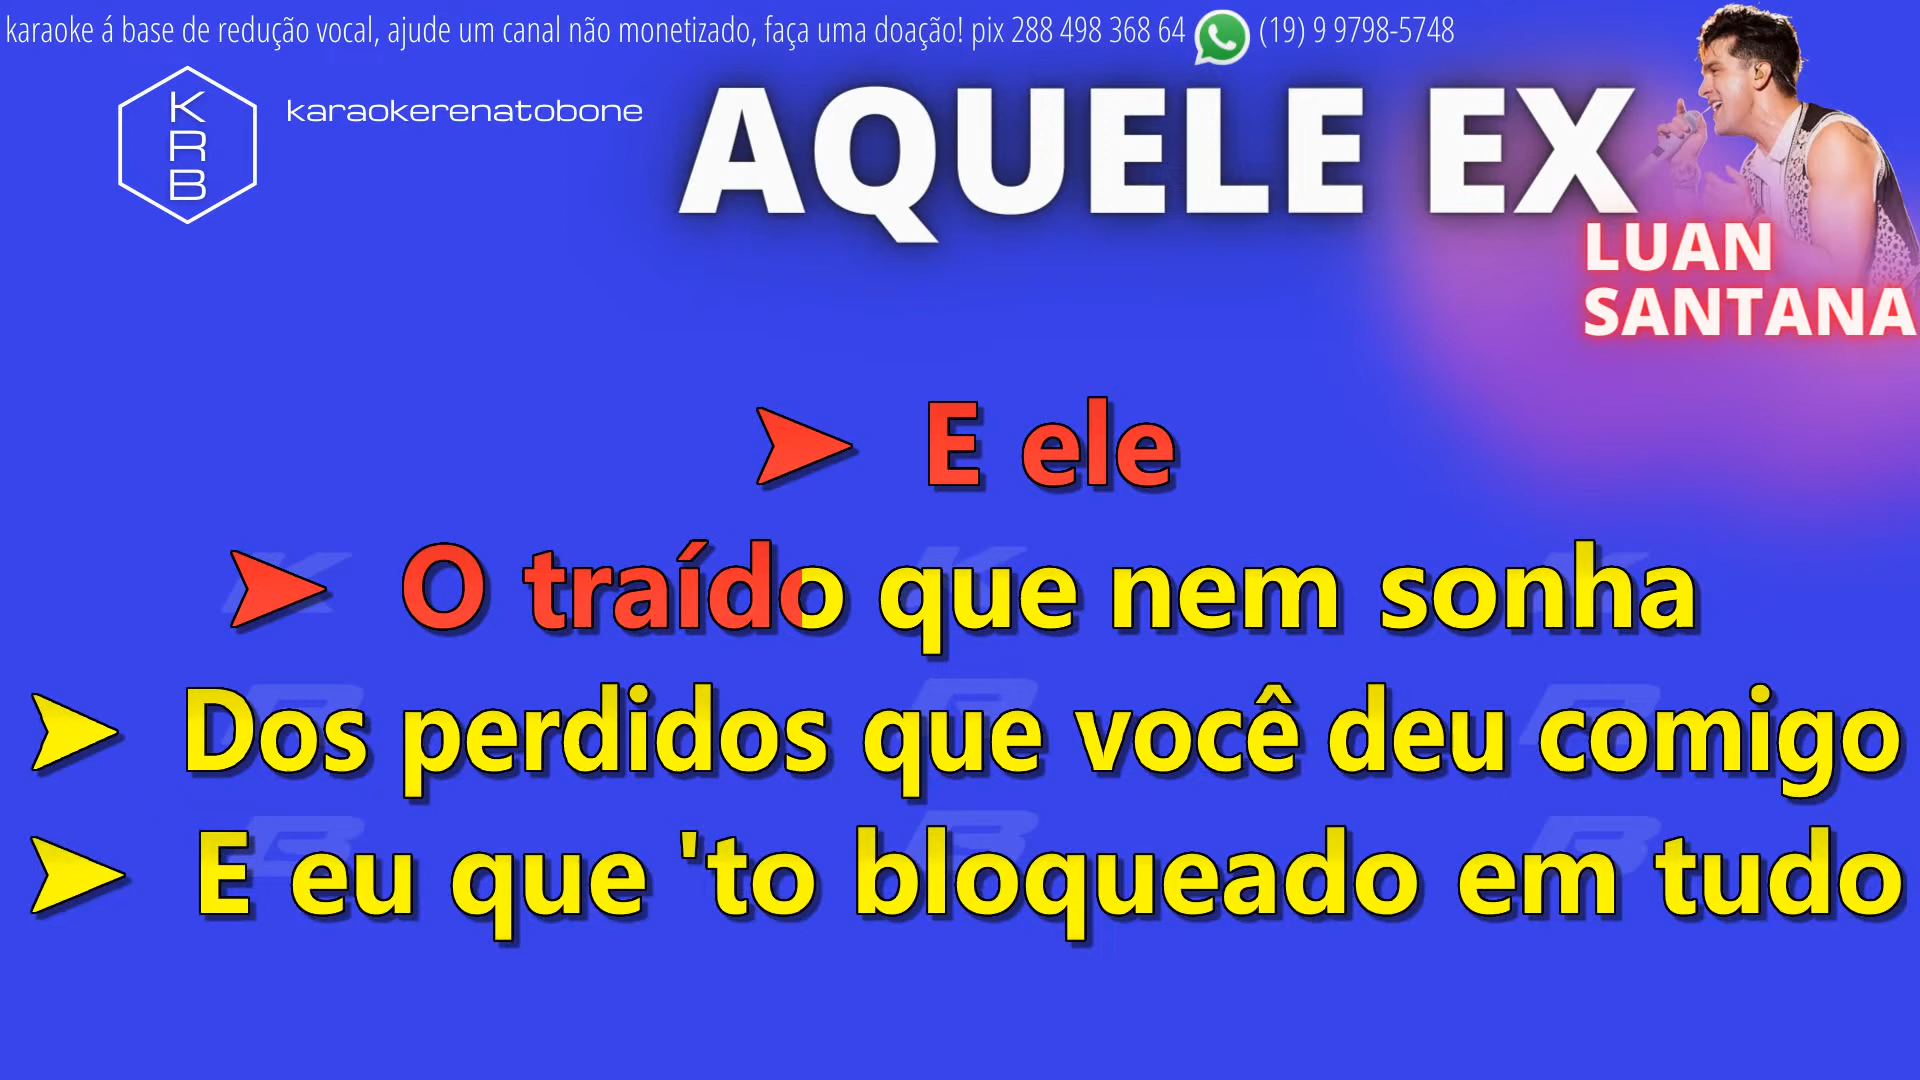 karaoke á base de redução vocal, ajude um canal não monetizado, faça uma doação! pix 288 498 368 64 (19) 9 9798-5748
K
R
B
karaokerenatobone
AQUELE EX
LUAN
SANTANA
➤ E ele
➤ O traído que nem sonha
➤ Dos perdidos que você deu comigo
➤ E eu que 'to bloqueado em tudo